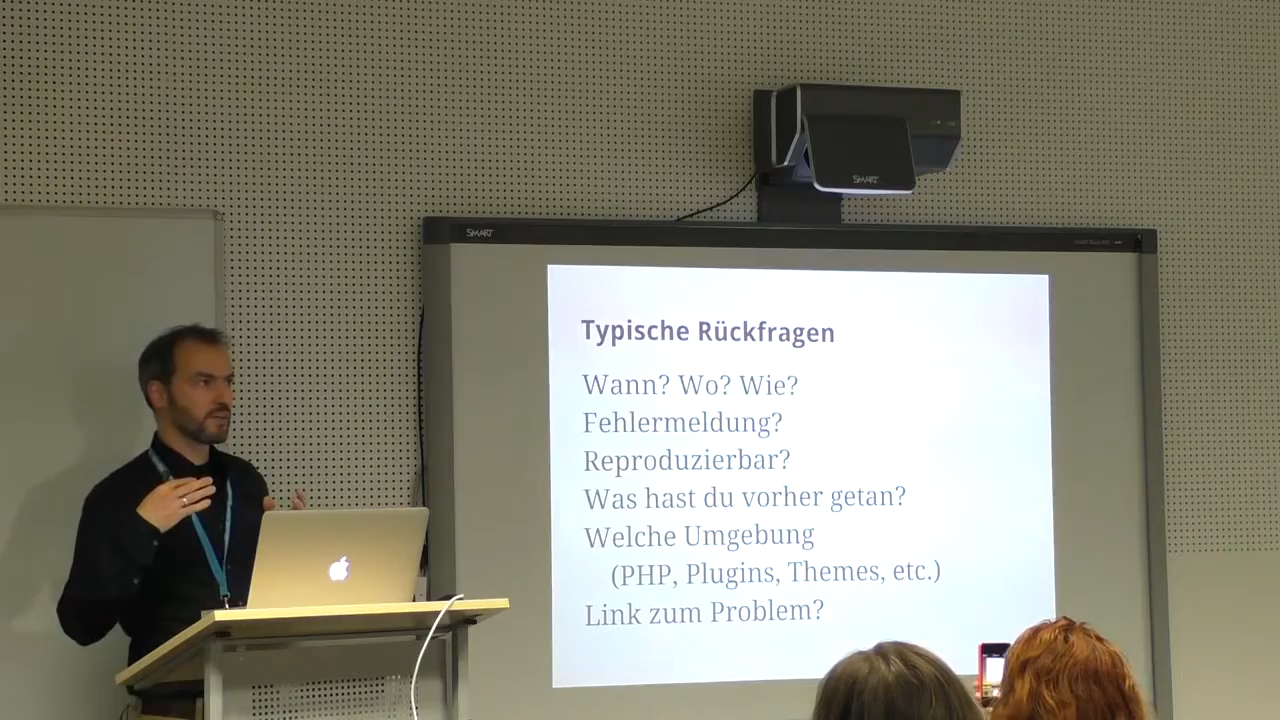 SMART
SMART
Typische Rückfragen
Wann? Wo? Wie?
Fehlermeldung?
Reproduzierbar?
Was hast du vorher getan?
Welche Umgebung
(PHP, Plugins, Themes, etc.)
Link zum Problem?